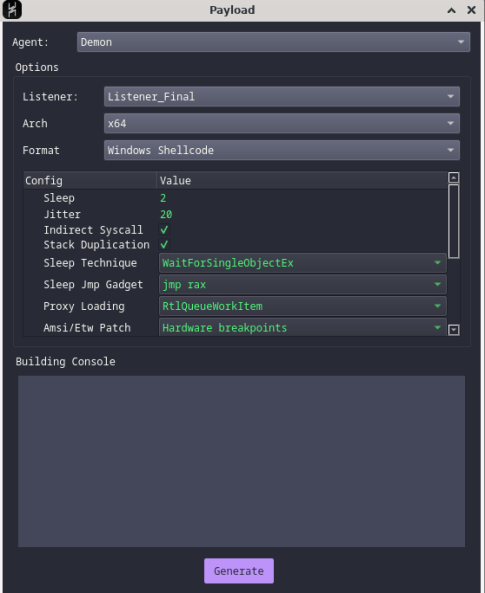 Payload
Agent: Demon
Options
Listener: Listener_Final
Arch x64
Format Windows Shellcode
Config Value
Sleep 2
Jitter 20
Indirect Syscall ✓
Stack Duplication ✓
Sleep Technique WaitForSingleObjectEx
Sleep Jmp Gadget jmp rax
Proxy Loading RtlQueueWorkItem
Amsi/Etw Patch Hardware breakpoints
Building Console
Generate